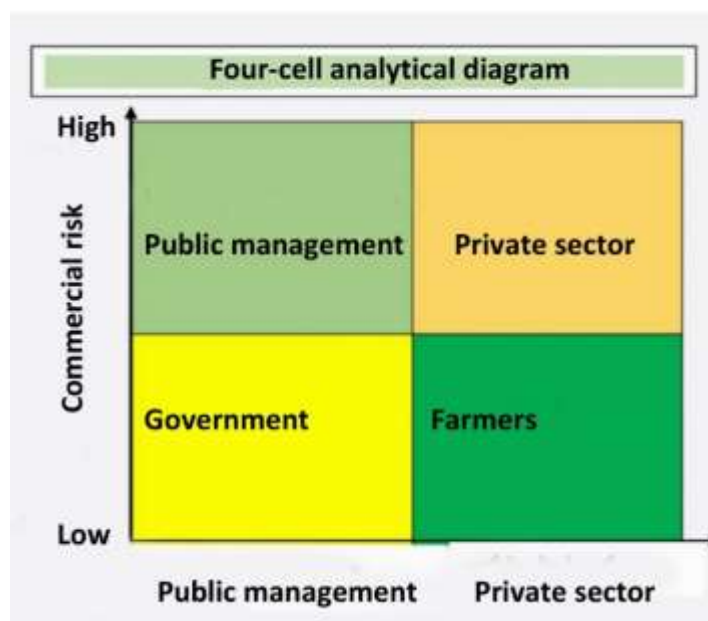 Four-cell analytical diagram
High
Commercial risk
Public management
Private sector
Government
Farmers
Low
Public management
Private sector